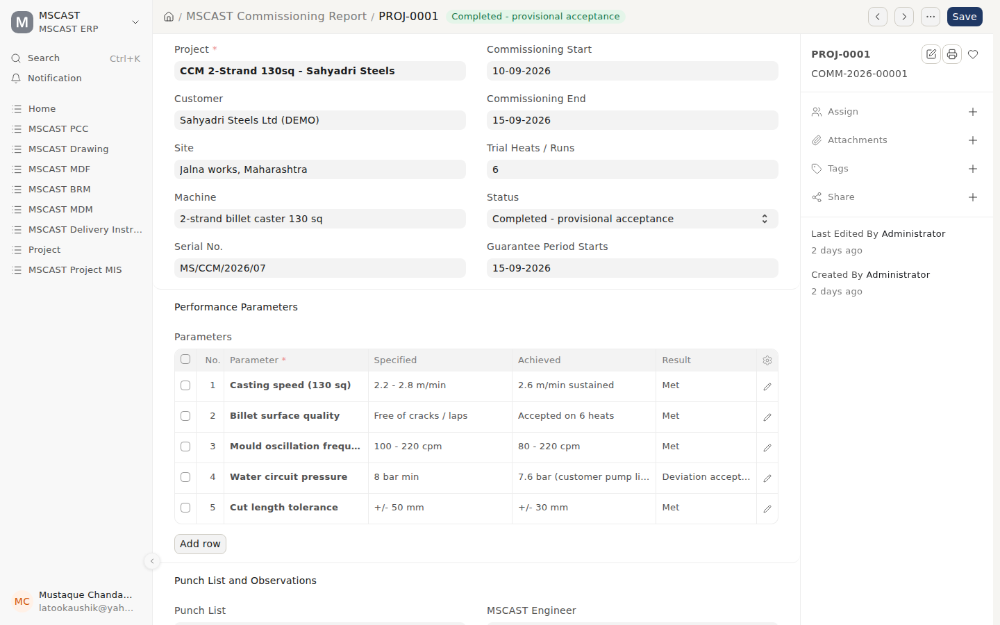 MSCAST
MSCAST ERP
Search Ctrl+K
Notification
Home
MSCAST PCC
MSCAST Drawing
MSCAST MDF
MSCAST BRM
MSCAST MDM
MSCAST Delivery Instr...
Project
MSCAST Project MIS
MC
Mustaque Chanda...
latookaushik@yah...
/ MSCAST Commissioning Report / PROJ-0001 Completed - provisional acceptance
Save
Project *
CCM 2-Strand 130sq - Sahyadri Steels
Customer
Sahyadri Steels Ltd (DEMO)
Site
Jalna works, Maharashtra
Machine
2-strand billet caster 130 sq
Serial No.
MS/CCM/2026/07
Commissioning Start
10-09-2026
Commissioning End
15-09-2026
Trial Heats / Runs
6
Status
Completed - provisional acceptance
Guarantee Period Starts
15-09-2026
Performance Parameters
Parameters
No. Parameter * Specified Achieved Result
1 Casting speed (130 sq) 2.2 - 2.8 m/min 2.6 m/min sustained Met
2 Billet surface quality Free of cracks / laps Accepted on 6 heats Met
3 Mould oscillation frequ... 100 - 220 cpm 80 - 220 cpm Met
4 Water circuit pressure 8 bar min 7.6 bar (customer pump li... Deviation accept...
5 Cut length tolerance +/- 50 mm +/- 30 mm Met
Add row
Punch List and Observations
Punch List
MSCAST Engineer
PROJ-0001
COMM-2026-00001
Assign
Attachments
Tags
Share
Last Edited By Administrator
2 days ago
Created By Administrator
2 days ago